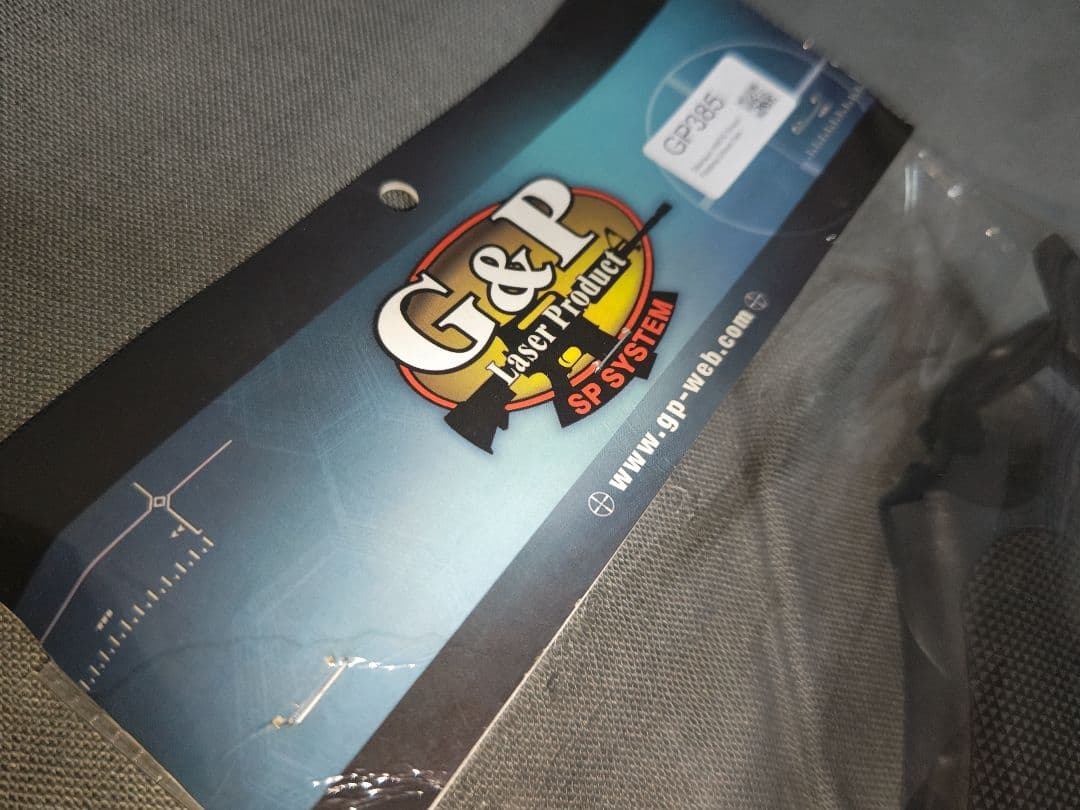 GP385
G&P
Laser Product
SP SYSTEM
www.gp-web.com